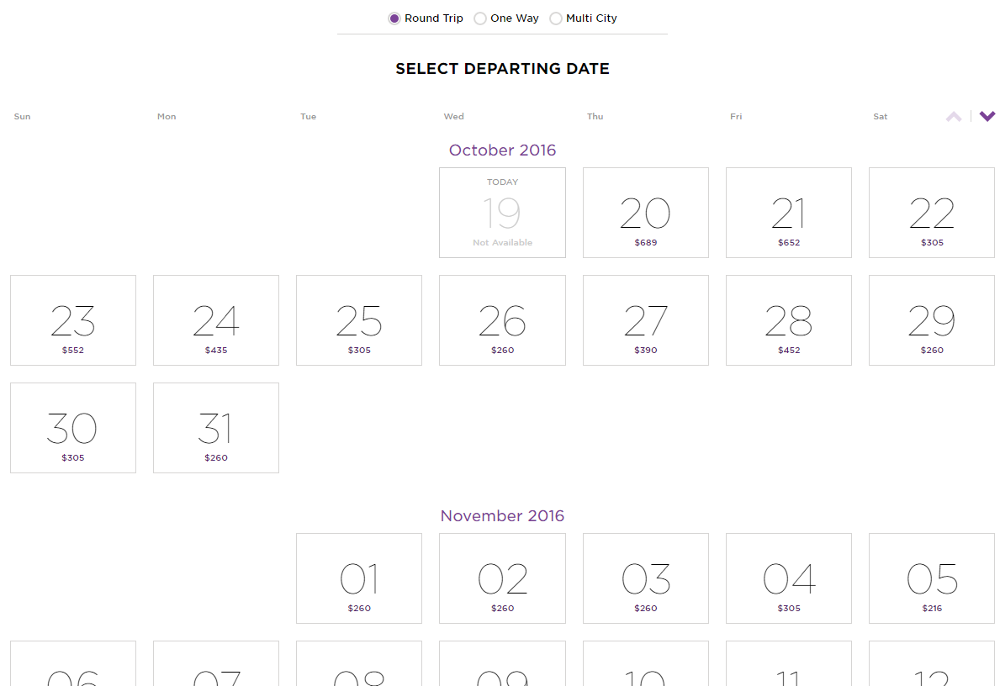 Round Trip One Way Multi City
SELECT DEPARTING DATE
Sun Mon Tue Wed Thu Fri Sat
October 2016
TODAY
19 20 21 22
Not Available $689 $652 $305
23 24 25 26 27 28 29
$552 $435 $305 $260 $390 $452 $260
30 31
$305 $260
November 2016
01 02 03 04 05
$260 $260 $260 $305 $216
06 07 08 09 10 11 12